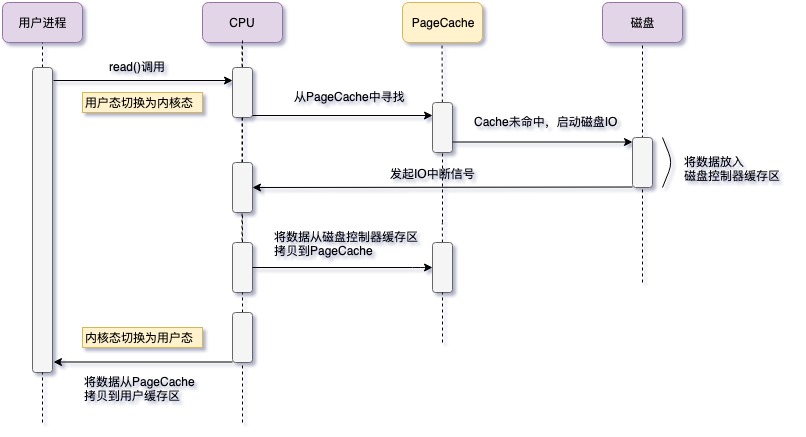 用户进程
CPU
PageCache
磁盘
read()调用
用户态切换为内核态
从PageCache中寻找
Cache未命中，启动磁盘IO
将数据放入
磁盘控制器缓存区
发起IO中断信号
将数据从磁盘控制器缓存区
拷贝到PageCache
内核态切换为用户态
将数据从PageCache
拷贝到用户缓存区